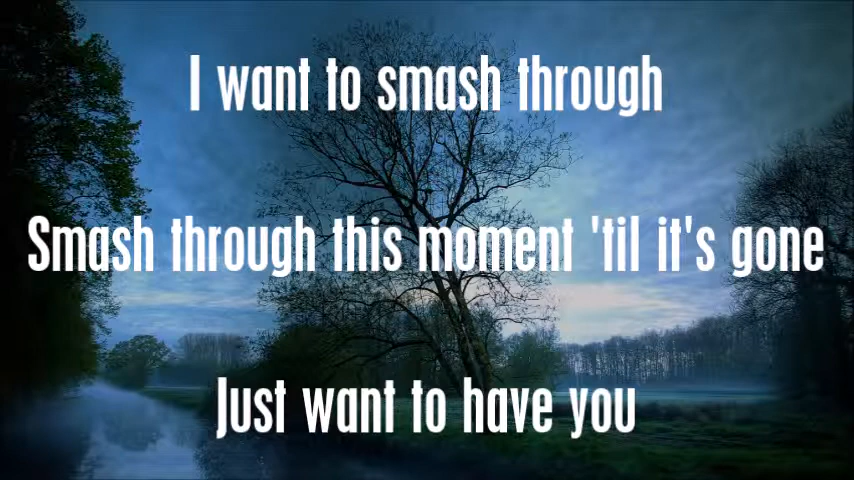 I want to smash through
Smash through this moment 'til it's gone
Just want to have you